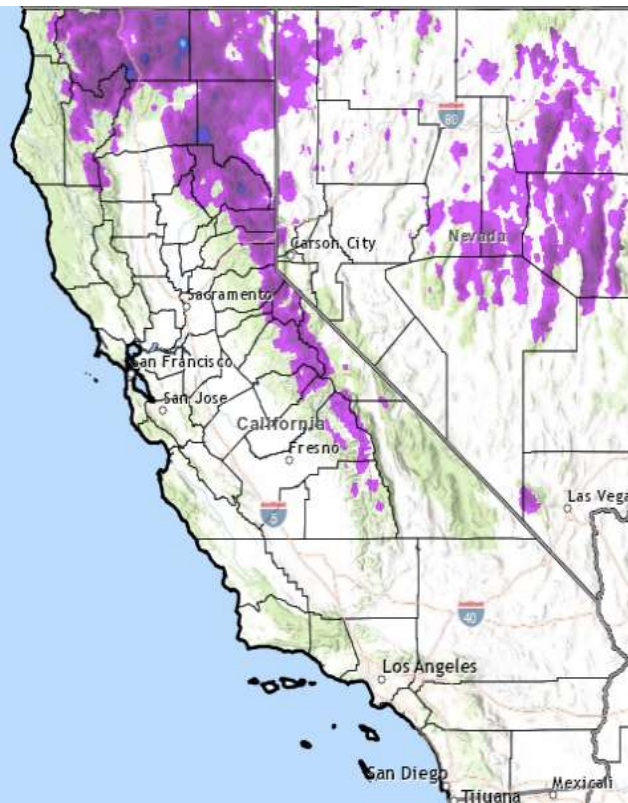 80
Nevada
Carson City
Sacramento
San Francisco
San Jose
California
Fresno
5
Las Vega
40
Los Angeles
San Diego
Tijuana
Mexicali